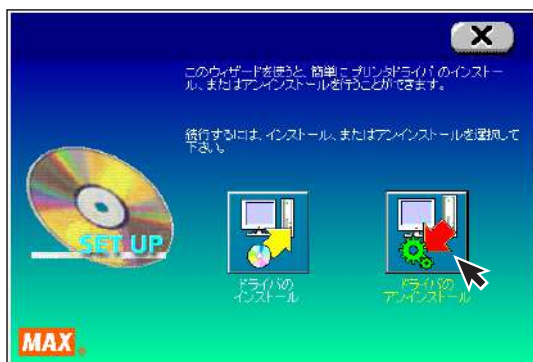 このウィザードを使うと、簡単にプリンタドライバのインストー
ル、またはアンインストールを行うことができます。
続行するには、インストール、またはアンインストールを選択して
下さい。
SET UP
ドライバの
インストール
ドライバの
アンインストール
MAX